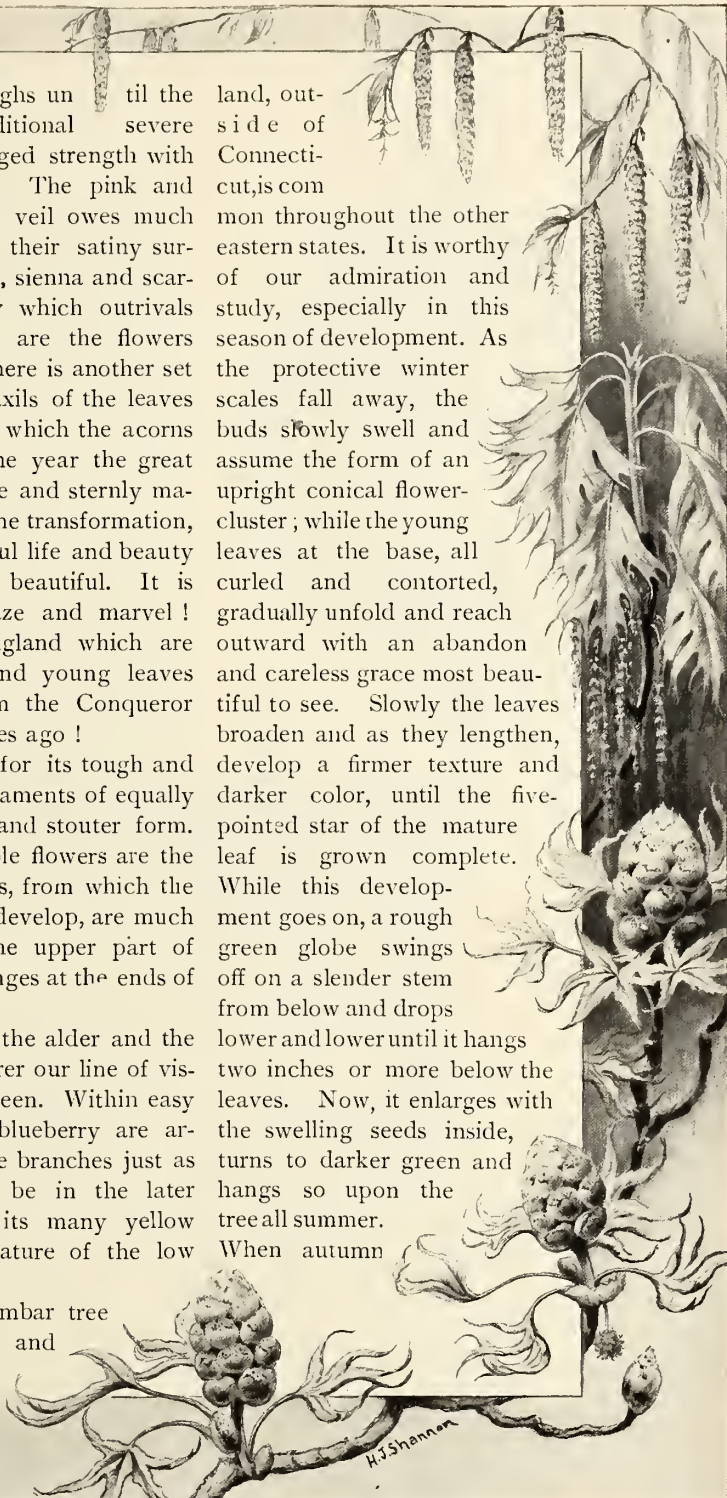 ghs un til the
ditional severe
ged strength with
The pink and
veil owes much
their satiny sur-
, sienna and scar-
which outrivals
are the flowers
here is another set
axils of the leaves
which the acorns
he year the great
e and sternly ma-
he transformation,
ul life and beauty
beautiful. It is
aze and marvel !
ngland which are
nd young leaves
m the Conqueror
es ago !
for its tough and
aments of equally
and stouter form.
le flowers are the
s, from which the
develop, are much
he upper part of
nges at the ends of
the alder and the
rer our line of vis-
een. Within easy
blueberry are ar-
e branches just as
be in the later
its many yellow
ature of the low
mbar tree
and
land, out-
side of
Connecti-
cut,is com
mon throughout the other
eastern states. It is worthy
of our admiration and
study, especially in this
season of development. As
the protective winter
scales fall away, the
buds slowly swell and
assume the form of an
upright conical flower-
cluster ; while the young
leaves at the base, all
curled and contorted,
gradually unfold and reach
outward with an abandon
and careless grace most beau-
tiful to see. Slowly the leaves
broaden and as they lengthen,
develop a firmer texture and
darker color, until the five-
pointed star of the mature
leaf is grown complete.
While this develop-
ment goes on, a rough
green globe swings
off on a slender stem
from below and drops
lower and lower until it hangs
two inches or more below the
leaves. Now, it enlarges with
the swelling seeds inside,
turns to darker green and
hangs so upon the
tree all summer.
When autumn
H.J.Shannon